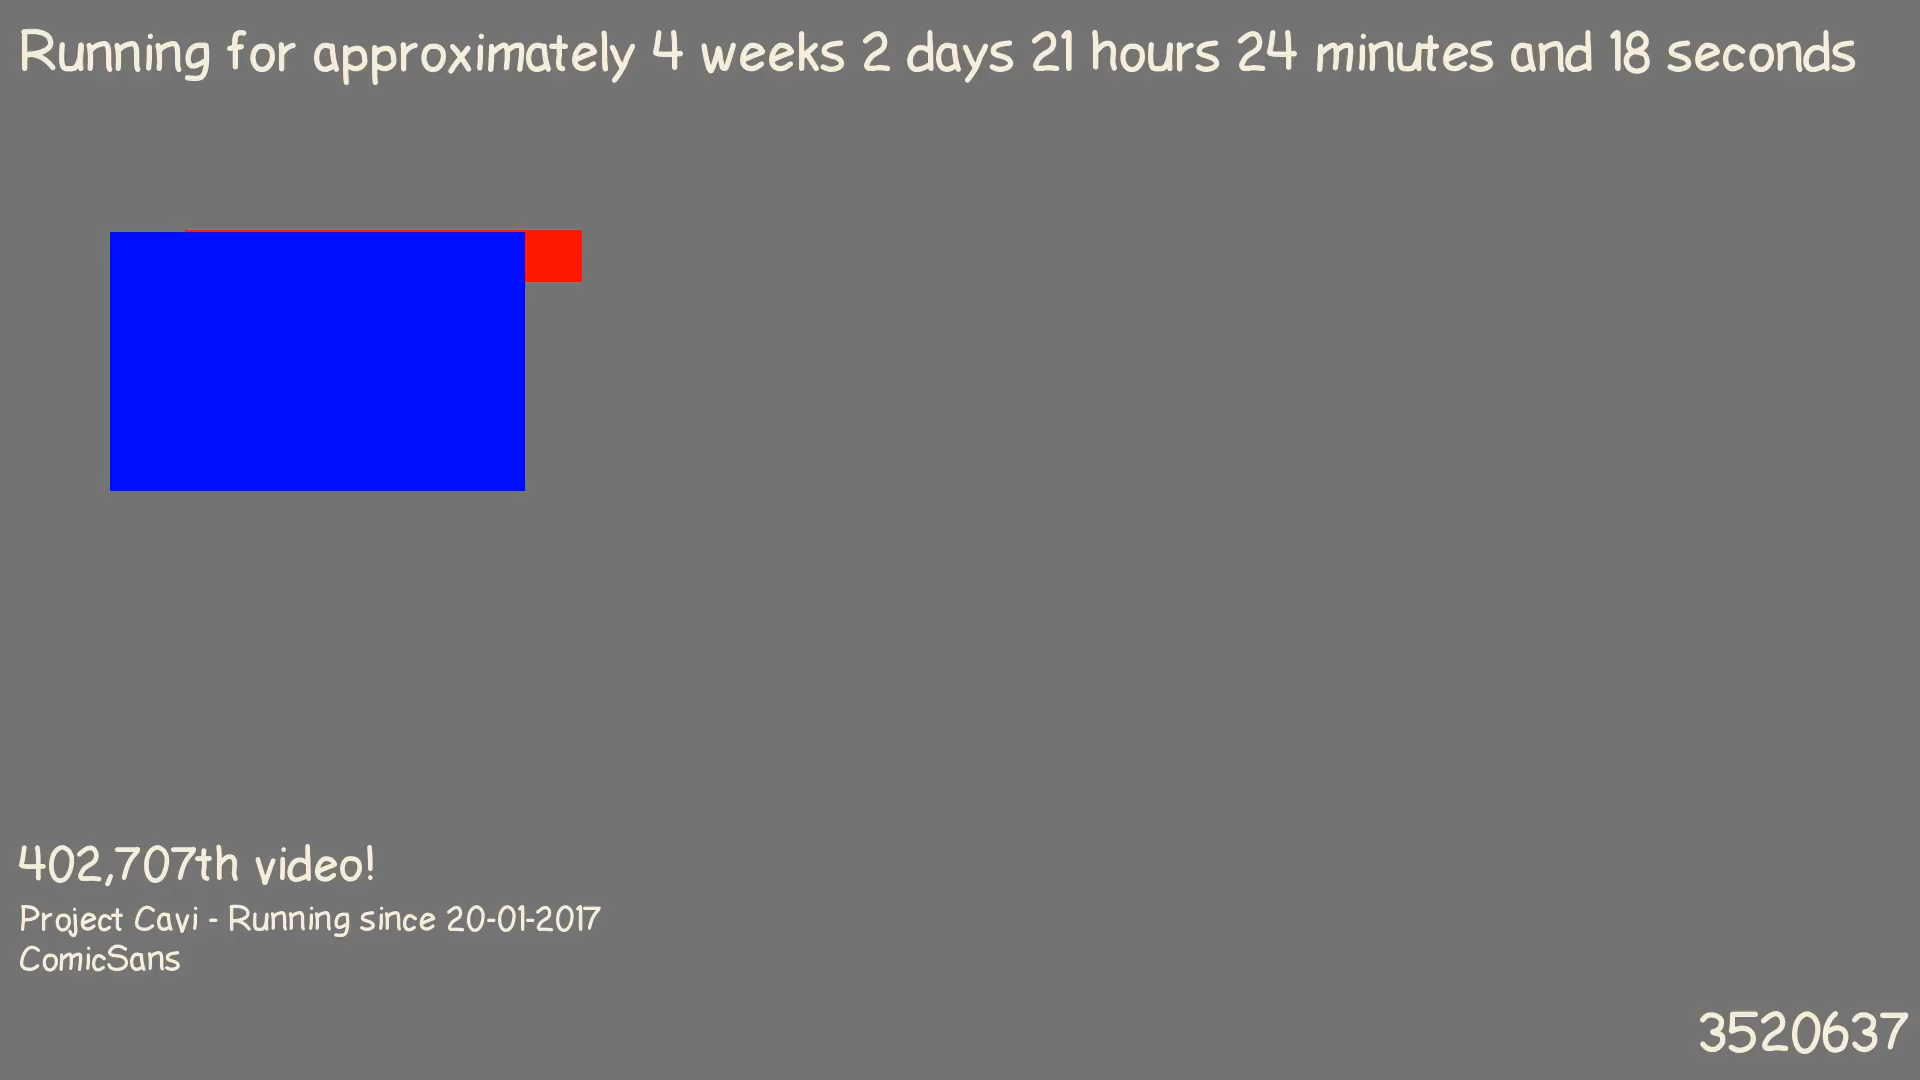 Running for approximately 4 weeks 2 days 21 hours 24 minutes and 18 seconds
402,707th video!
Project Cavi - Running since 20-01-2017
ComicSans
3520637